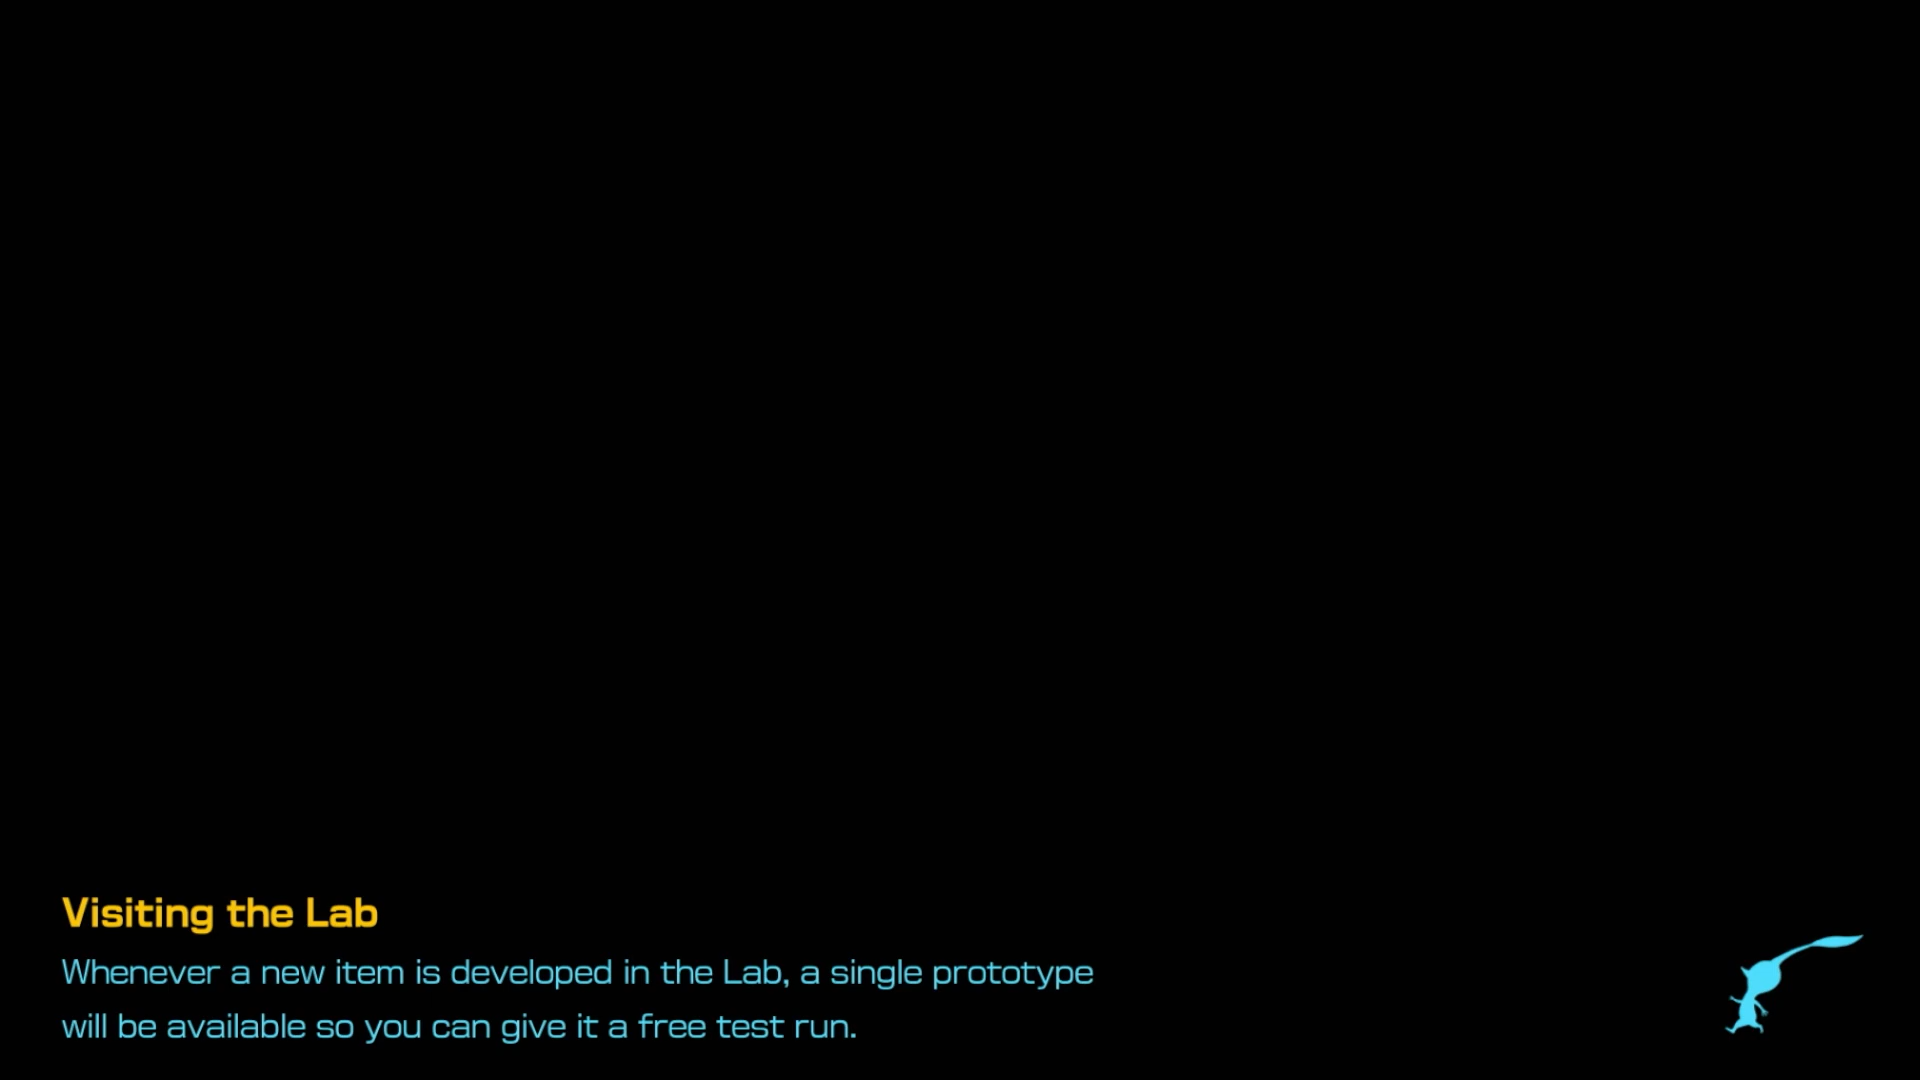 Visiting the Lab
Whenever a new item is developed in the Lab, a single prototype
will be available so you can give it a free test run.